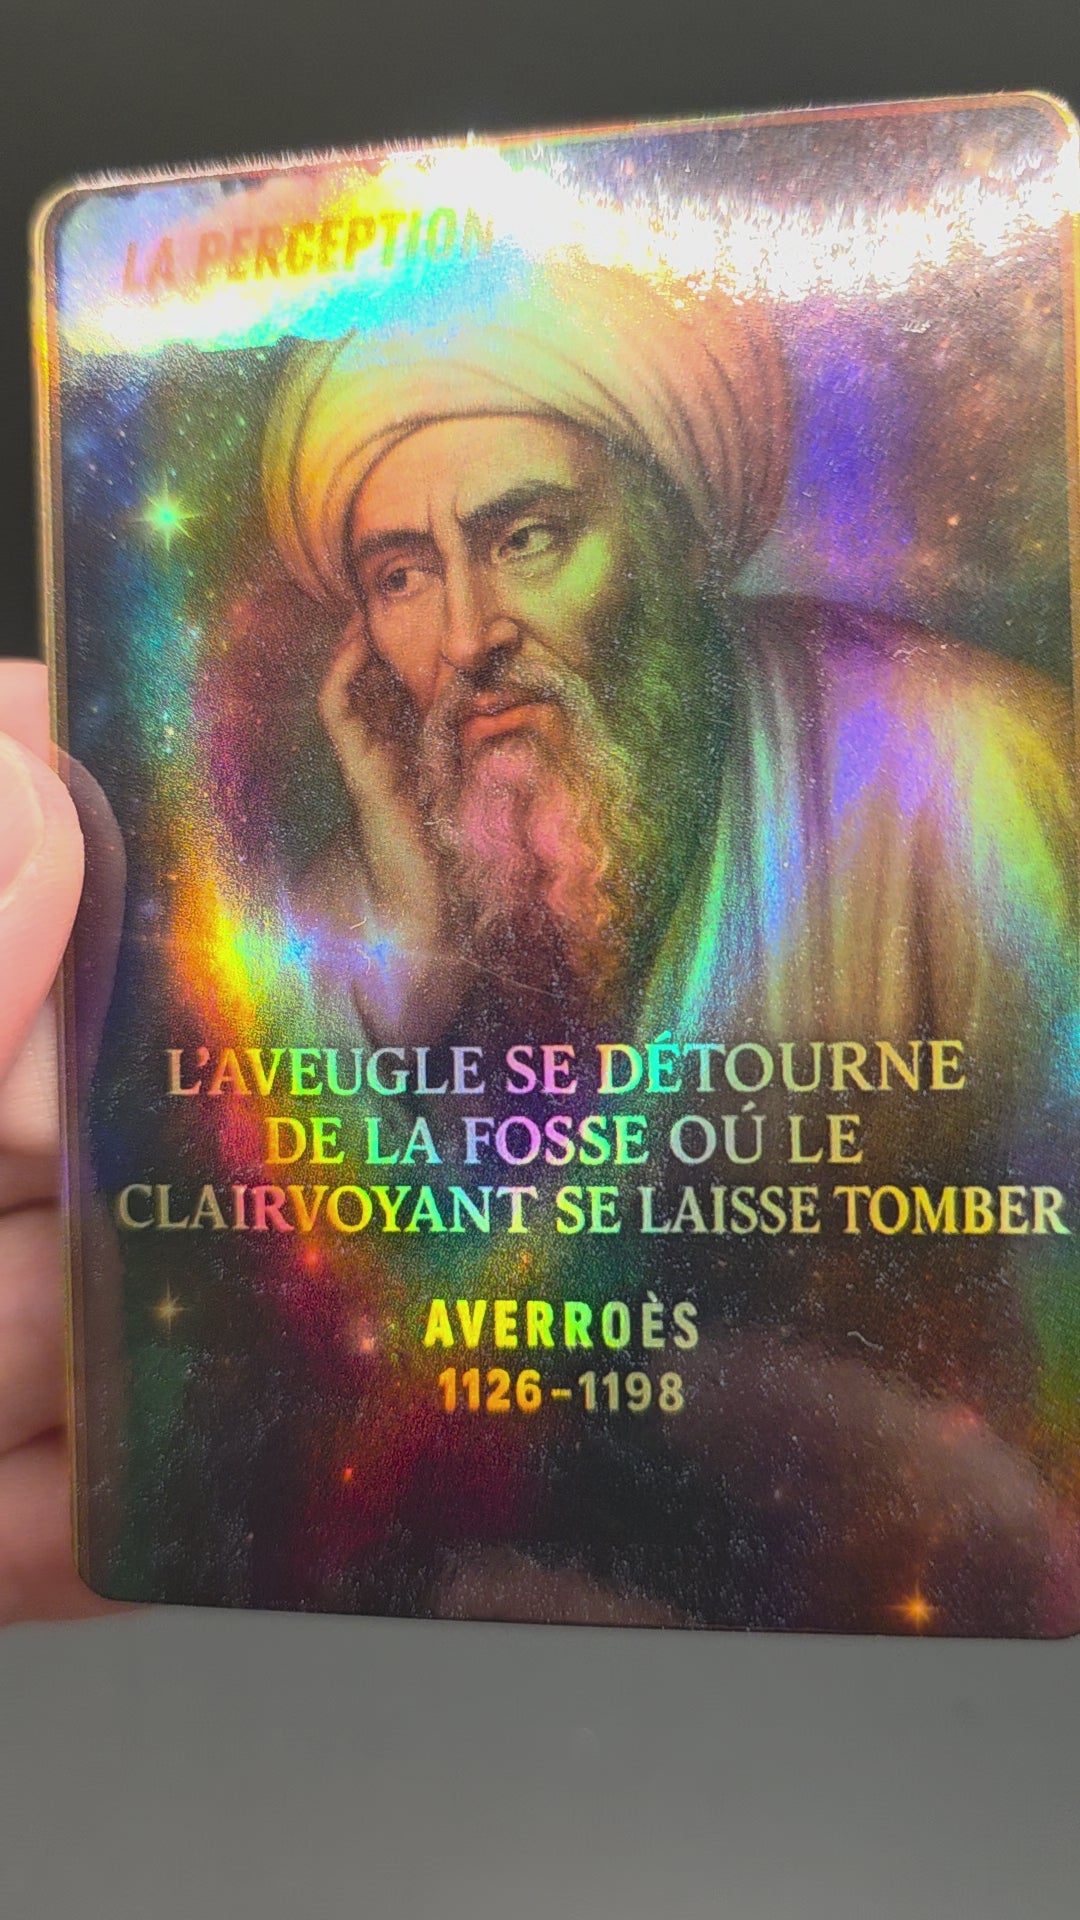 LA PERCEPTION
L'AVEUGLE SE DÉTOURNE
DE LA FOSSE OÚ LE
CLAIRVOYANT SE LAISSE TOMBER
AVERROÈS
1126-1198